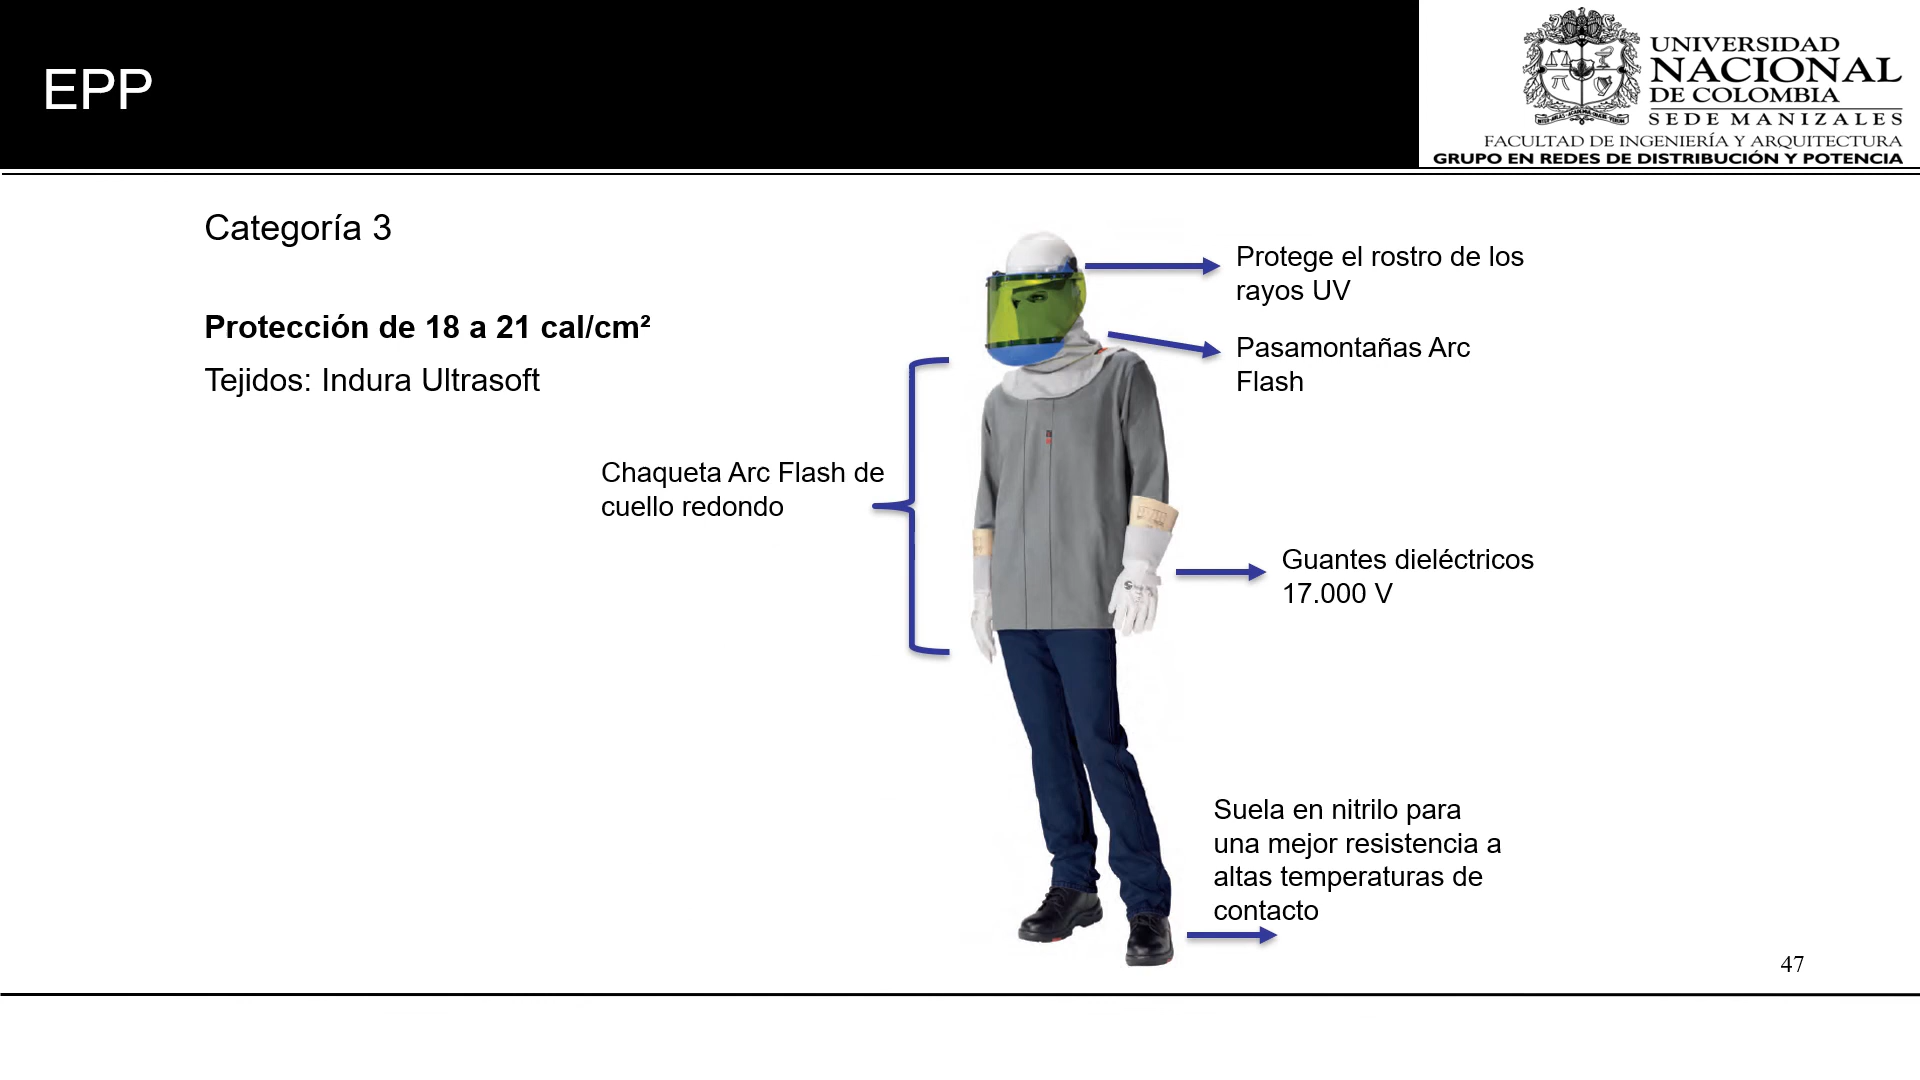 EPP
UNIVERSIDAD
NACIONAL
DE COLOMBIA
SEDE MANIZALES
FACULTAD DE INGENIERÍA Y ARQUITECTURA
GRUPO EN REDES DE DISTRIBUCIÓN Y POTENCIA
Categoría 3
Protección de 18 a 21 cal/cm²
Tejidos: Indura Ultrasoft
Protege el rostro de los
rayos UV
Pasamontañas Arc
Flash
Chaqueta Arc Flash de
cuello redondo
Guantes dieléctricos
17.000 V
Suela en nitrilo para
una mejor resistencia a
altas temperaturas de
contacto
47